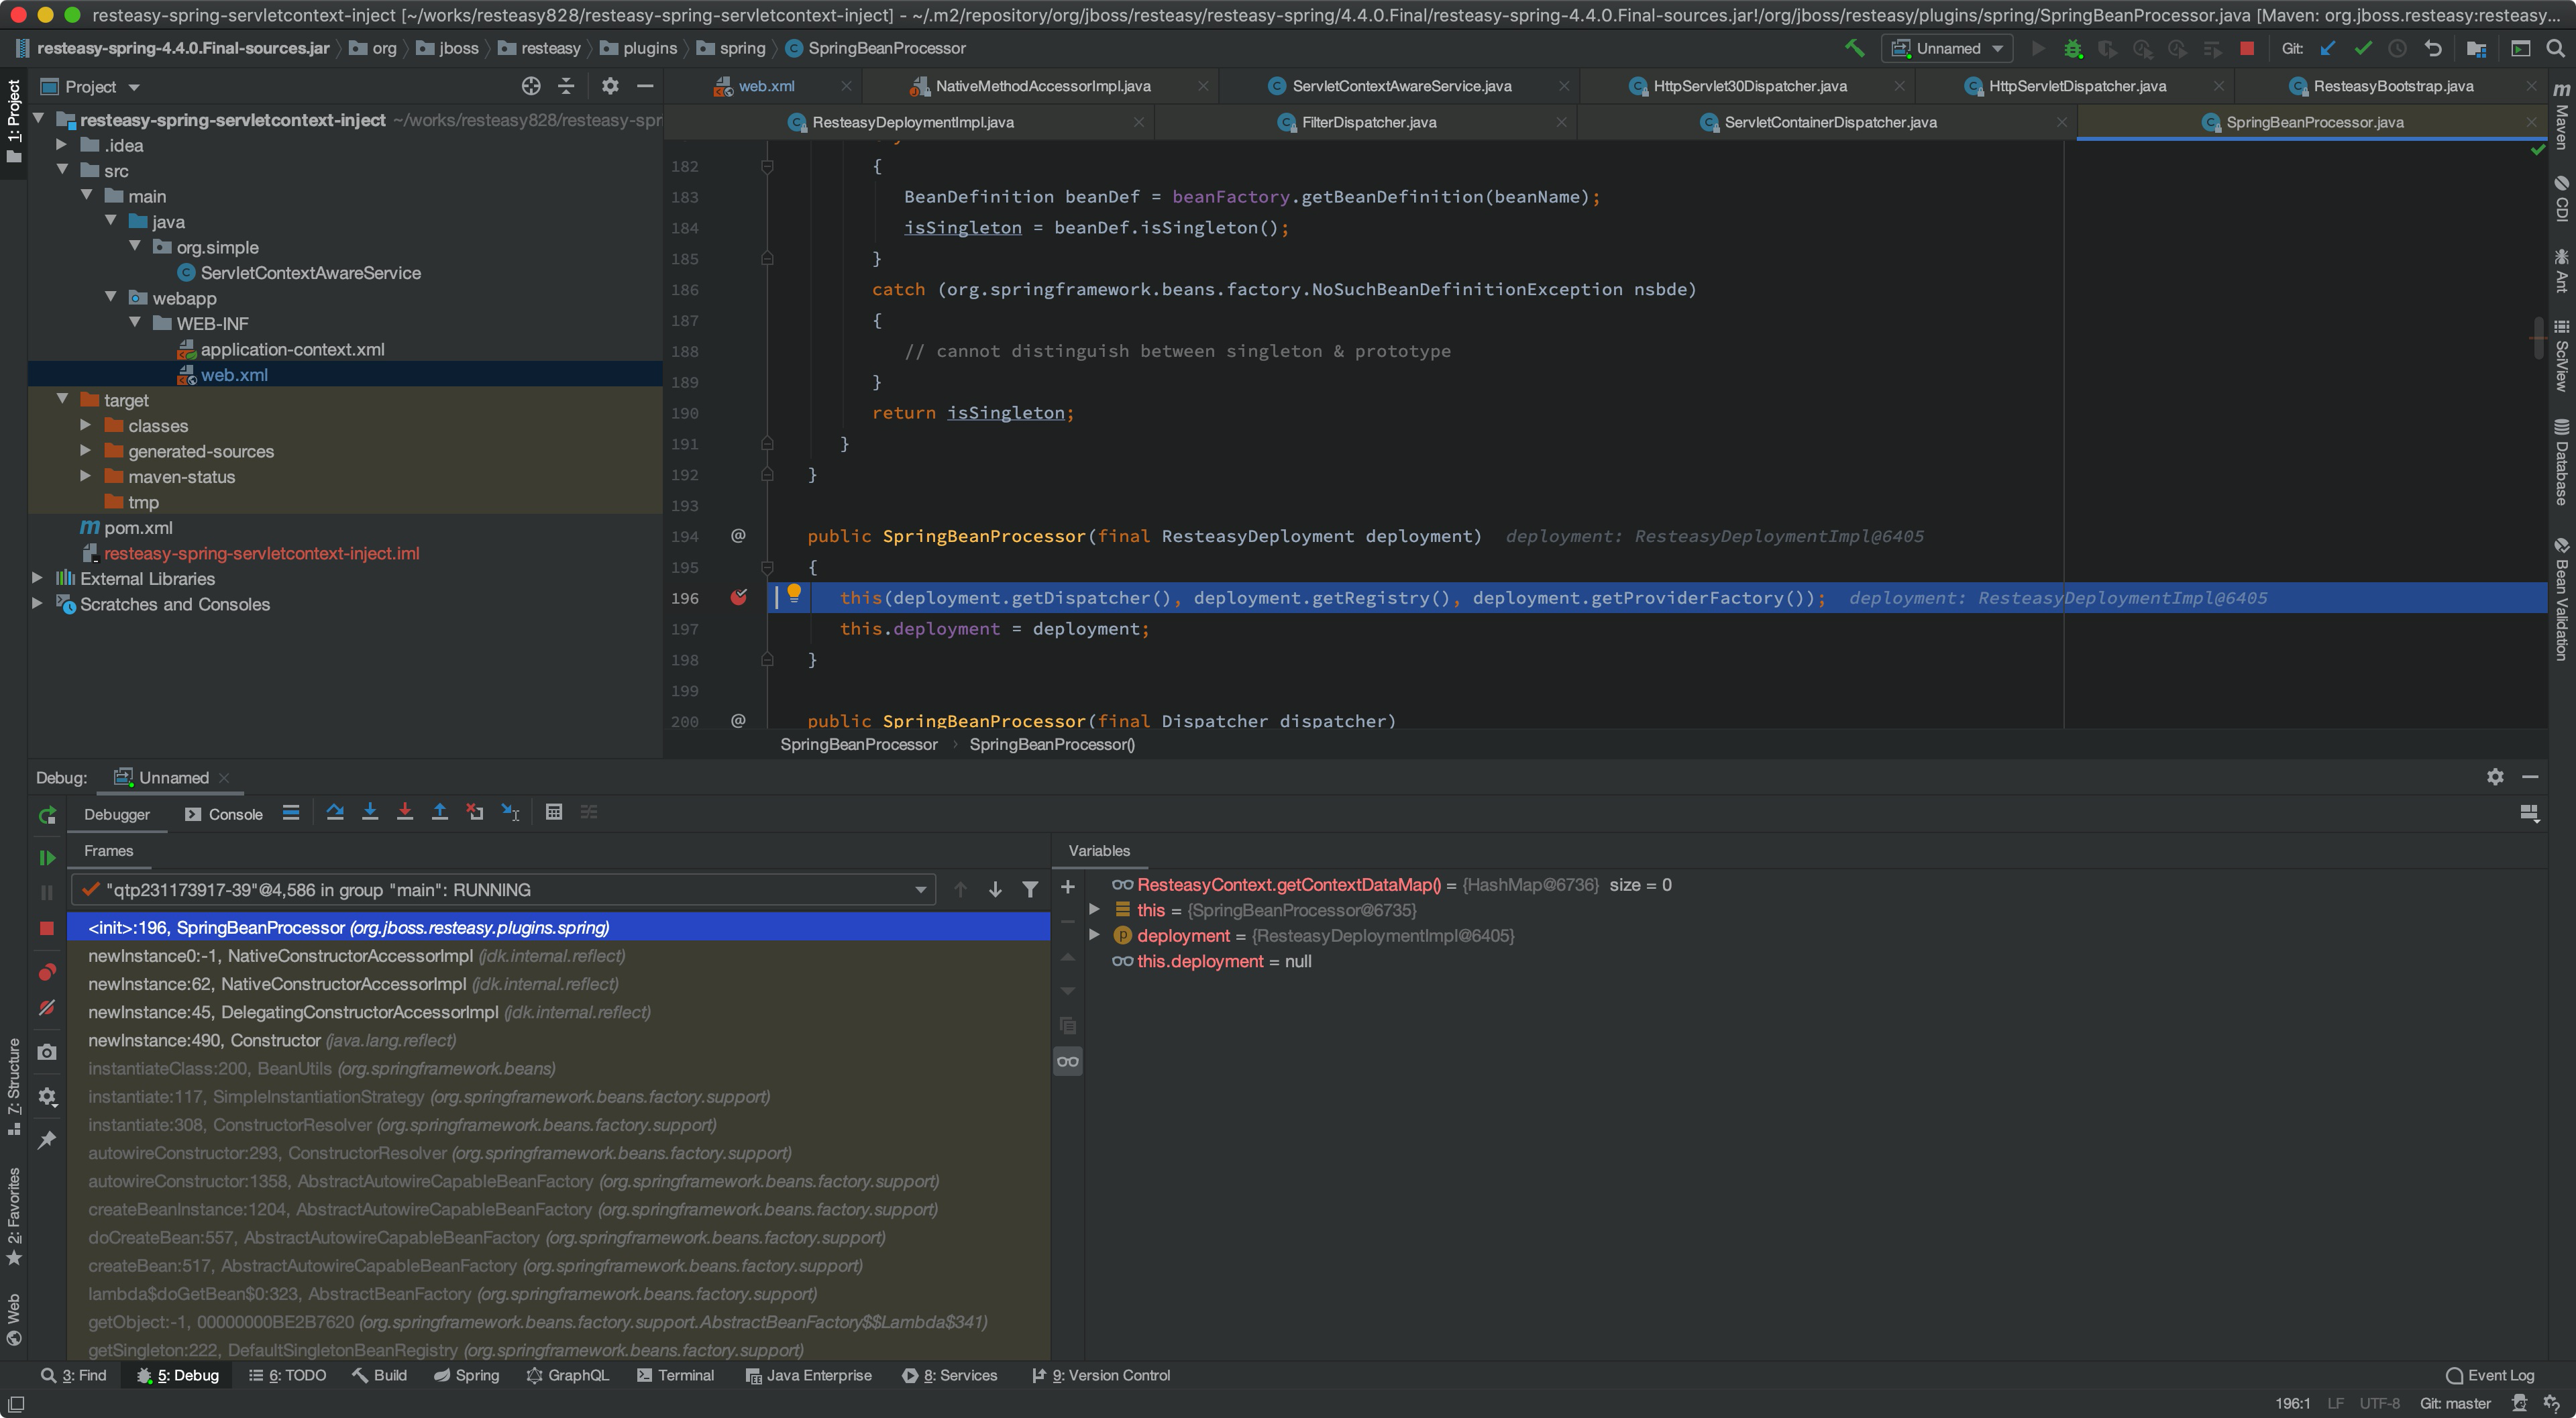 resteasy-spring-servletcontext-inject [~/works/resteasy828/resteasy-spring-servletcontext-inject] - ~/.m2/repository/org/jboss/resteasy/resteasy-spring/4.4.0.Final/resteasy-spring-4.4.0.Final-sources.jar!/org/jboss/resteasy/plugins/spring/SpringBeanProcessor.java [Maven: org.jboss.resteasy:resteasy...
resteasy-spring-4.4.0.Final-sources.jar org jboss resteasy plugins spring SpringBeanProcessor
Unnamed
Git:
1: Project
Project
web.xml NativeMethodAccessorImpl.java ServletContextAwareService.java HttpServlet30Dispatcher.java HttpServletDispatcher.java ResteasyBootstrap.java
ResteasyDeploymentImpl.java FilterDispatcher.java ServletContainerDispatcher.java SpringBeanProcessor.java
resteasy-spring-servletcontext-inject ~/works/resteasy828/resteasy-spr
.idea
src
main
java
org.simple
ServletContextAwareService
webapp
WEB-INF
application-context.xml
web.xml
target
classes
generated-sources
maven-status
tmp
pom.xml
resteasy-spring-servletcontext-inject.iml
External Libraries
Scratches and Consoles
182 {
183 BeanDefinition beanDef = beanFactory.getBeanDefinition(beanName);
184 isSingleton = beanDef.isSingleton();
185 }
186 catch (org.springframework.beans.factory.NoSuchBeanDefinitionException nsbde)
187 {
188 // cannot distinguish between singleton & prototype
189 }
190 return isSingleton;
191 }
192 }
193
194 @ public SpringBeanProcessor(final ResteasyDeployment deployment) deployment: ResteasyDeploymentImpl@6405
195 {
196 this(deployment.getDispatcher(), deployment.getRegistry(), deployment.getProviderFactory()); deployment: ResteasyDeploymentImpl@6405
197 this.deployment = deployment;
198 }
199
200 @ public SpringBeanProcessor(final Dispatcher dispatcher)
SpringBeanProcessor SpringBeanProcessor()
Maven
CDI
Ant
SciView
Database
Bean Validation
Debug: Unnamed
Debugger Console
Frames
"qtp231173917-39"@4,586 in group "main": RUNNING
<init>:196, SpringBeanProcessor (org.jboss.resteasy.plugins.spring)
newInstance0:-1, NativeConstructorAccessorImpl (jdk.internal.reflect)
newInstance:62, NativeConstructorAccessorImpl (jdk.internal.reflect)
newInstance:45, DelegatingConstructorAccessorImpl (jdk.internal.reflect)
newInstance:490, Constructor (java.lang.reflect)
instantiateClass:200, BeanUtils (org.springframework.beans)
instantiate:117, SimpleInstantiationStrategy (org.springframework.beans.factory.support)
instantiate:308, ConstructorResolver (org.springframework.beans.factory.support)
autowireConstructor:293, ConstructorResolver (org.springframework.beans.factory.support)
autowireConstructor:1358, AbstractAutowireCapableBeanFactory (org.springframework.beans.factory.support)
createBeanInstance:1204, AbstractAutowireCapableBeanFactory (org.springframework.beans.factory.support)
doCreateBean:557, AbstractAutowireCapableBeanFactory (org.springframework.beans.factory.support)
createBean:517, AbstractAutowireCapableBeanFactory (org.springframework.beans.factory.support)
lambda$doGetBean$0:323, AbstractBeanFactory (org.springframework.beans.factory.support)
getObject:-1, 00000000BE2B7620 (org.springframework.beans.factory.support.AbstractBeanFactory$$Lambda$341)
getSingleton:222, DefaultSingletonBeanRegistry (org.springframework.beans.factory.support)
Variables
ResteasyContext.getContextDataMap() = {HashMap@6736} size = 0
this = {SpringBeanProcessor@6735}
deployment = {ResteasyDeploymentImpl@6405}
this.deployment = null
7: Structure
2: Favorites
Web
3: Find 5: Debug 6: TODO Build Spring GraphQL Terminal Java Enterprise 8: Services 9: Version Control Event Log
196:1 LF UTF-8 Git: master